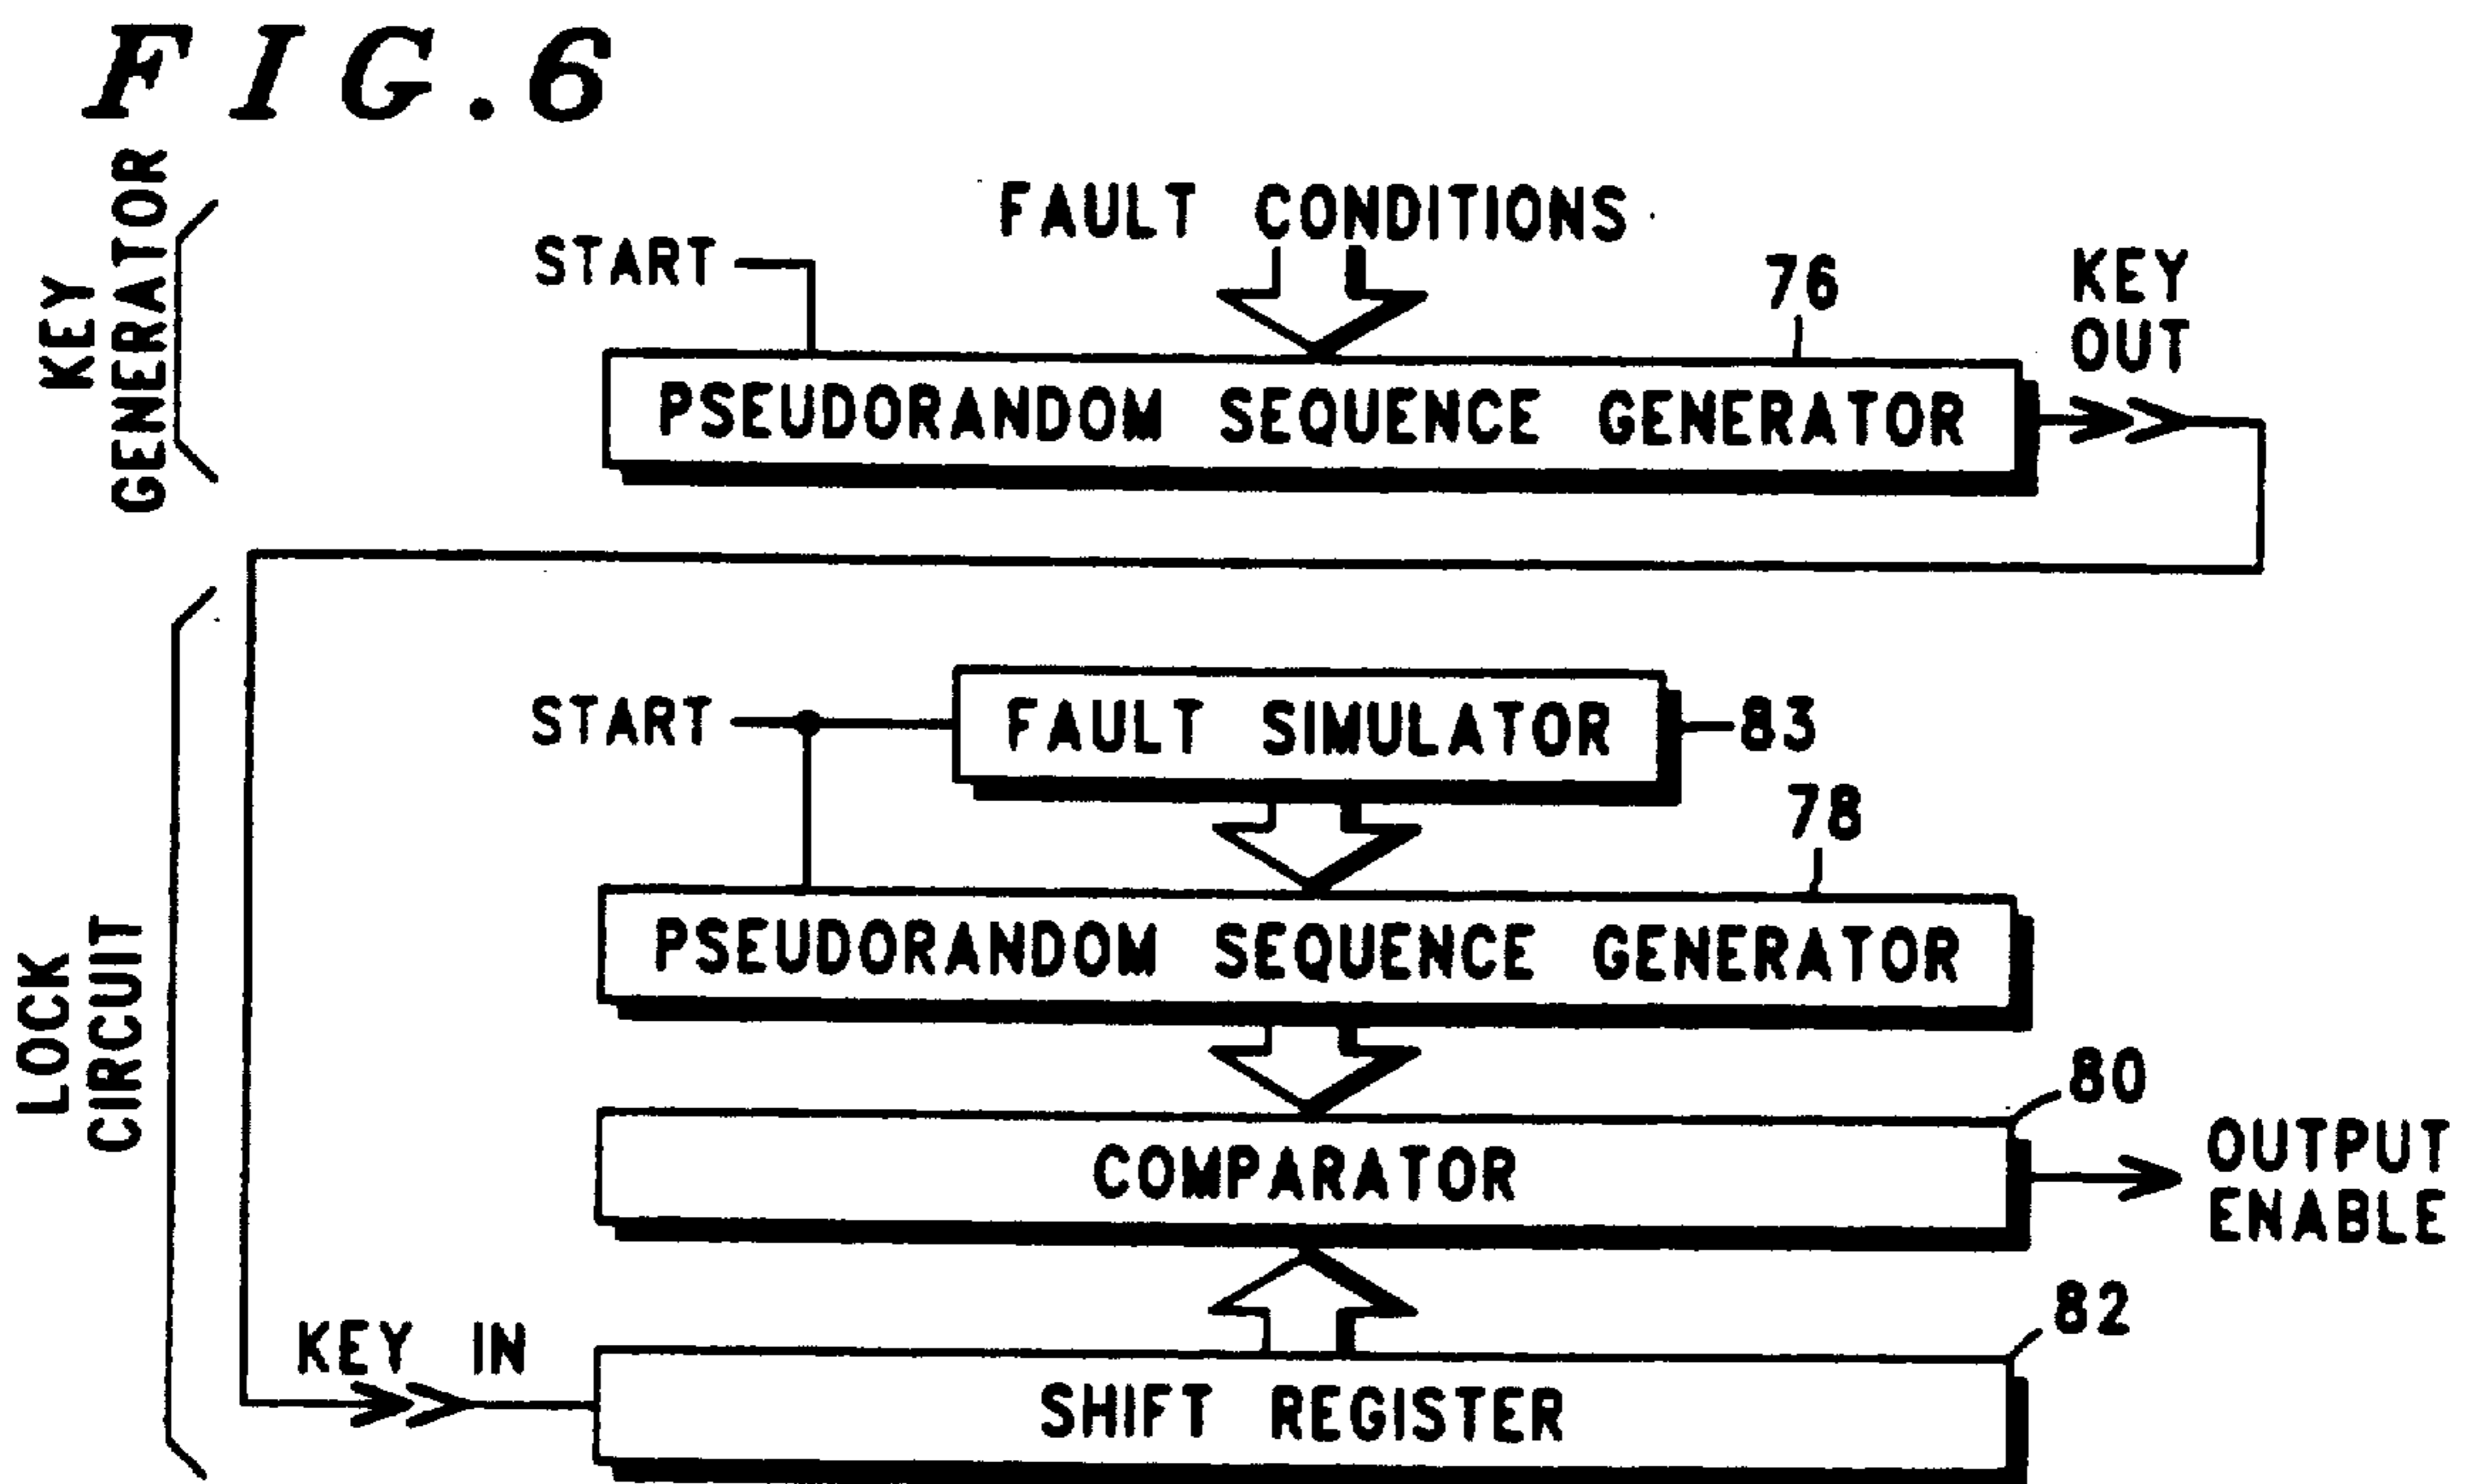 FIG.6
KEY
GENERATOR
FAULT CONDITIONS
START
76
KEY
OUT
PSEUDORANDOM SEQUENCE GENERATOR
START
FAULT SIMULATOR
83
78
PSEUDORANDOM SEQUENCE GENERATOR
LOCK
CIRCUIT
80
COMPARATOR
OUTPUT
ENABLE
82
KEY IN
SHIFT REGISTER